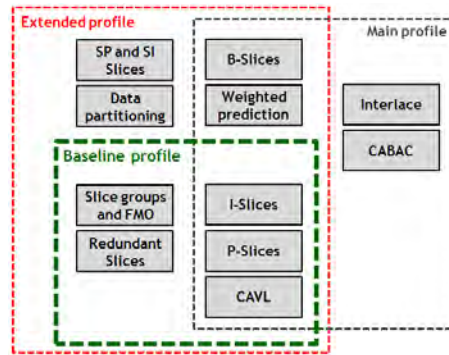 Extended profile
Main profile
SP and SI
Slices
B-Slices
Data
partitioning
Weighted
prediction
Interlace
CABAC
Baseline profile
Slice groups
and FMO
I-Slices
Redundant
Slices
P-Slices
CAVL